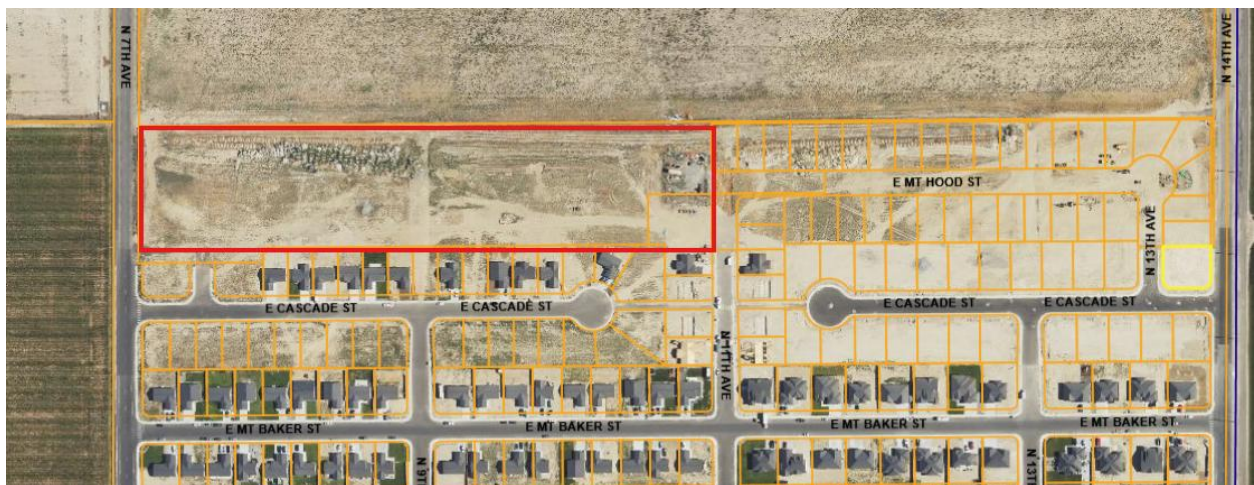 N 7TH AVE
N 14TH AVE
E MT HOOD ST
N 13TH AVE
E CASCADE ST
E CASCADE ST
E CASCADE ST
E CASCADE ST
N 11TH AVE
E MT BAKER ST
E MT BAKER ST
E MT BAKER ST
E MT BAKER ST
N 9T
N 13T